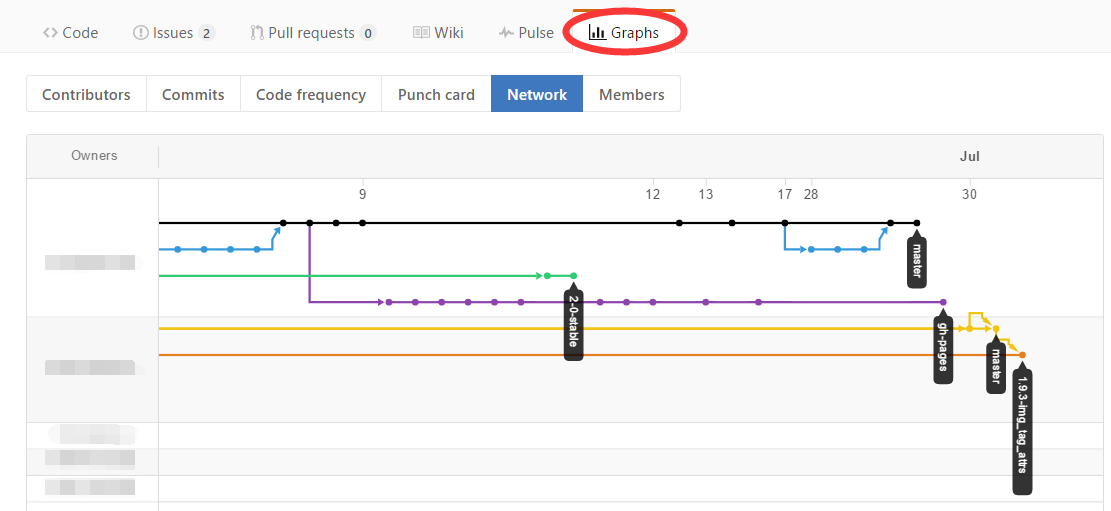 Code Issues 2 Pull requests 0 Wiki Pulse Graphs
Contributors Commits Code frequency Punch card Network Members
Owners Jul
9 12 13 17 28 30
master
2-0-stable
gh-pages
master
1.9.3-img_tag_attrs